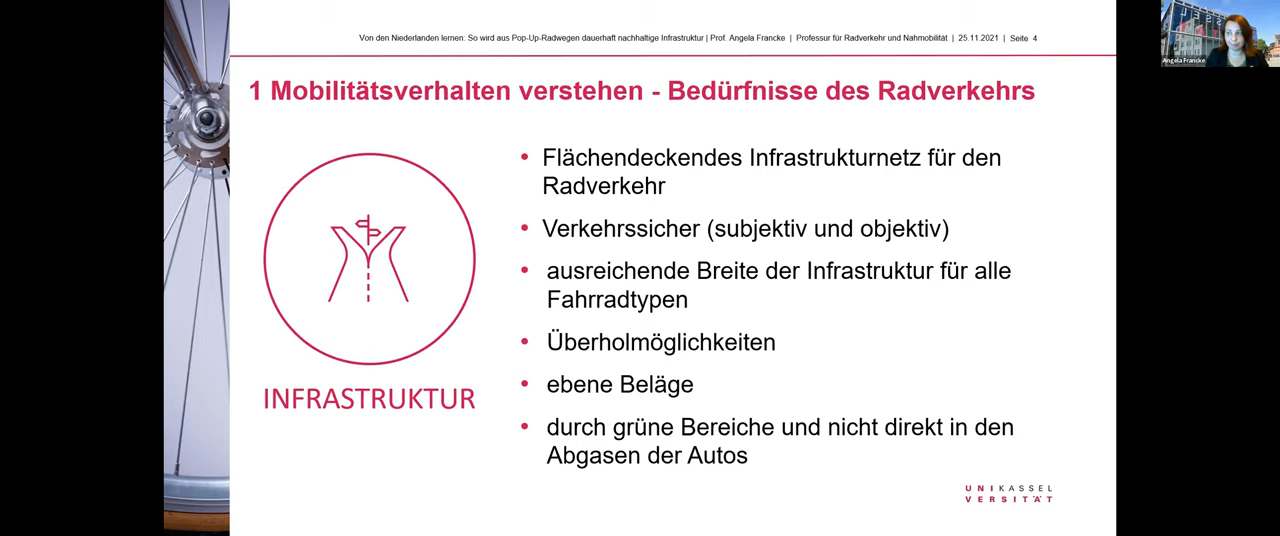 Von den Niederlanden lernen: So wird aus Pop-Up-Radwegen dauerhaft nachhaltige Infrastruktur | Prof. Angela Francke | Professur für Radverkehr und Nahmobilität | 25.11.2021 | Seite 4
Angela Francke
1 Mobilitätsverhalten verstehen - Bedürfnisse des Radverkehrs
• Flächendeckendes Infrastrukturnetz für den
Radverkehr
• Verkehrssicher (subjektiv und objektiv)
• ausreichende Breite der Infrastruktur für alle
Fahrradtypen
• Überholmöglichkeiten
• ebene Beläge
• durch grüne Bereiche und nicht direkt in den
Abgasen der Autos
INFRASTRUKTUR
UNIKASSEL
VERSITÄT